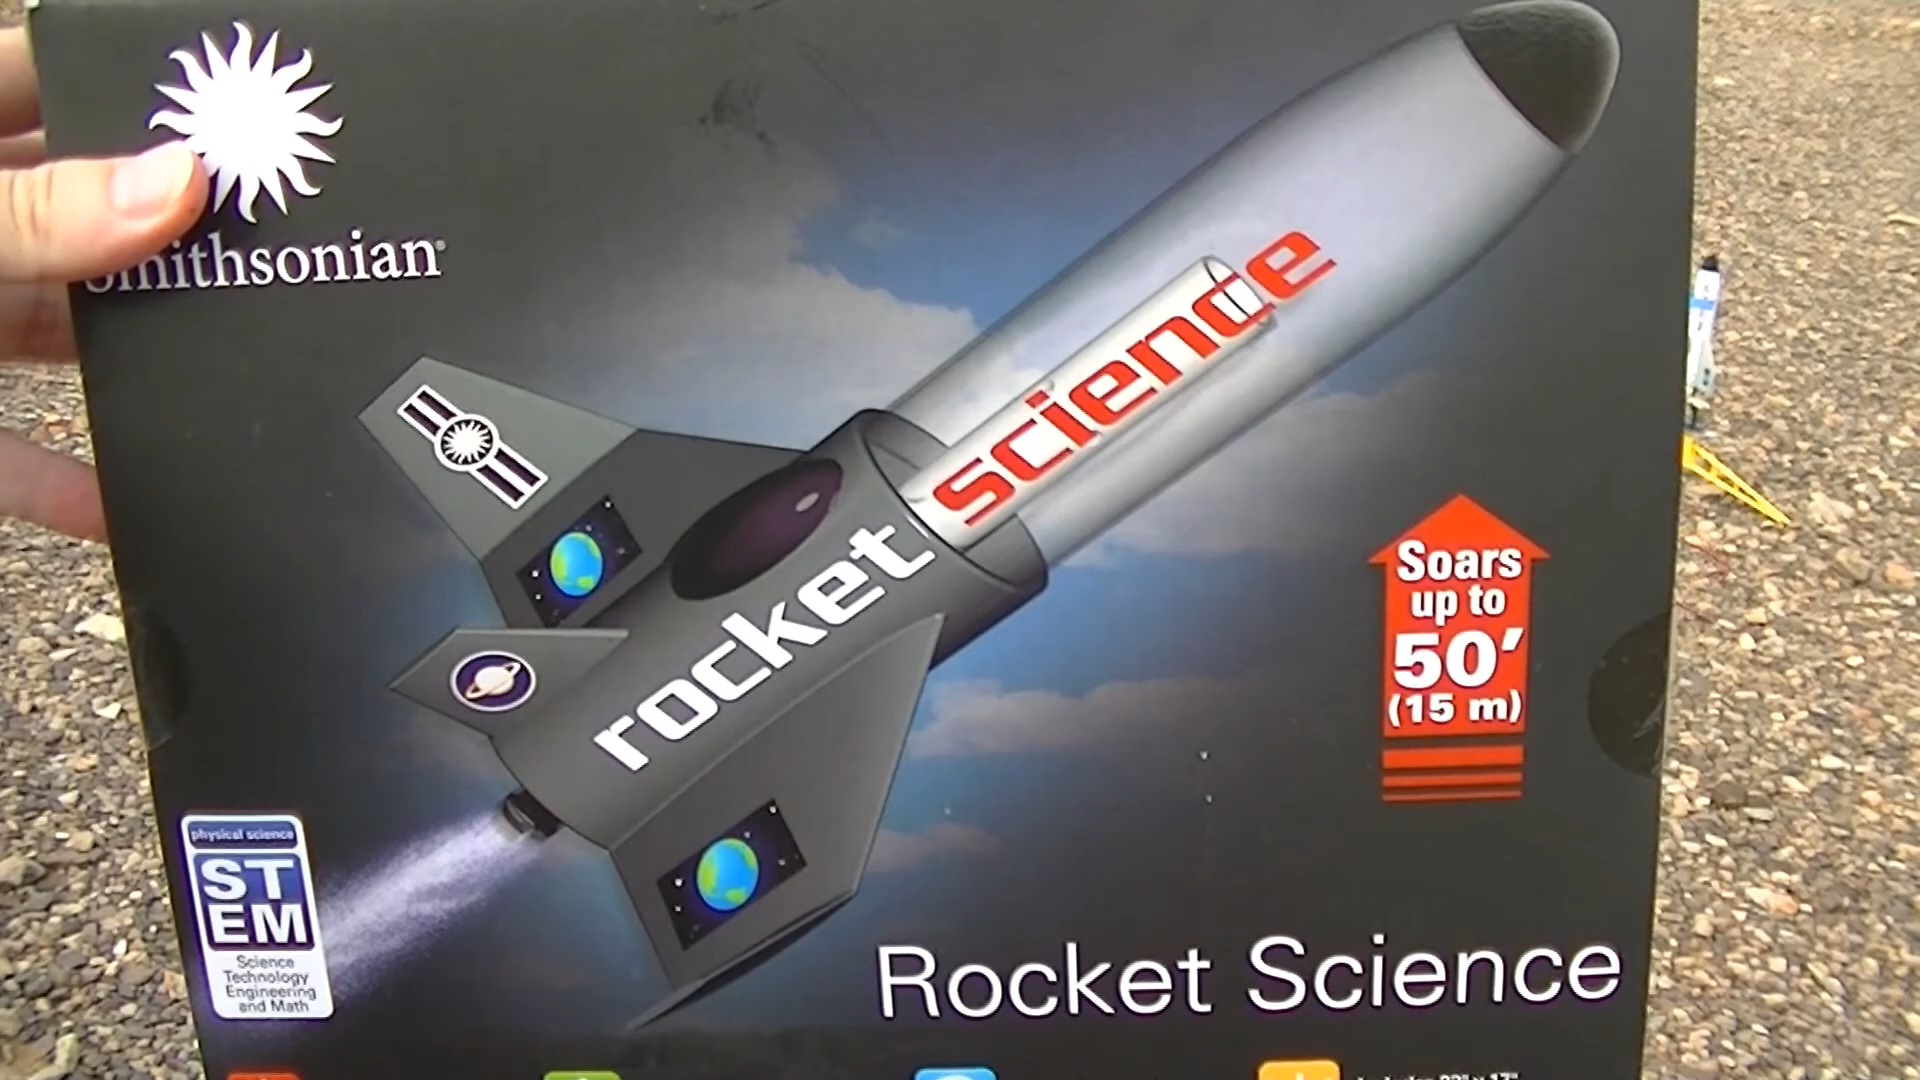 Smithsonian
rocket science
Soars
up to
50'
(15 m)
physical science
ST
EM
Science
Technology
Engineering
and Math
Rocket Science